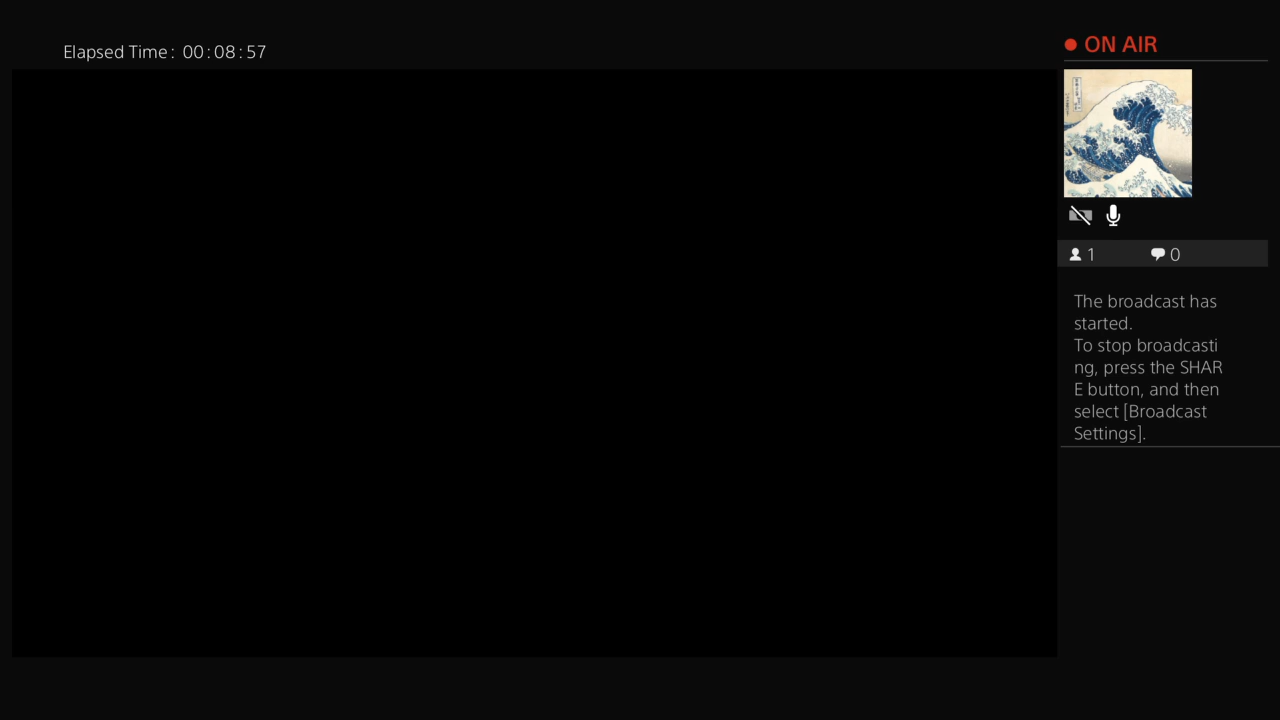 Elapsed Time: 00:08:57
ON AIR
1
0
The broadcast has
started.
To stop broadcasti
ng, press the SHAR
E button, and then
select [Broadcast
Settings].